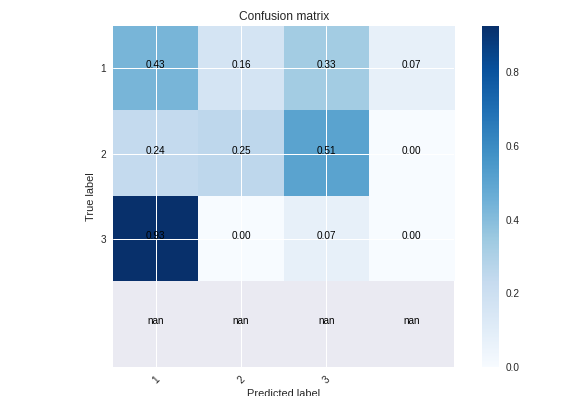 Confusion matrix
1 0.43 0.16 0.33 0.07
2 0.24 0.25 0.51 0.00
3 0.93 0.00 0.07 0.00
nan nan nan nan
1 2 3
True label
Predicted label
0.8
0.6
0.4
0.2
0.0